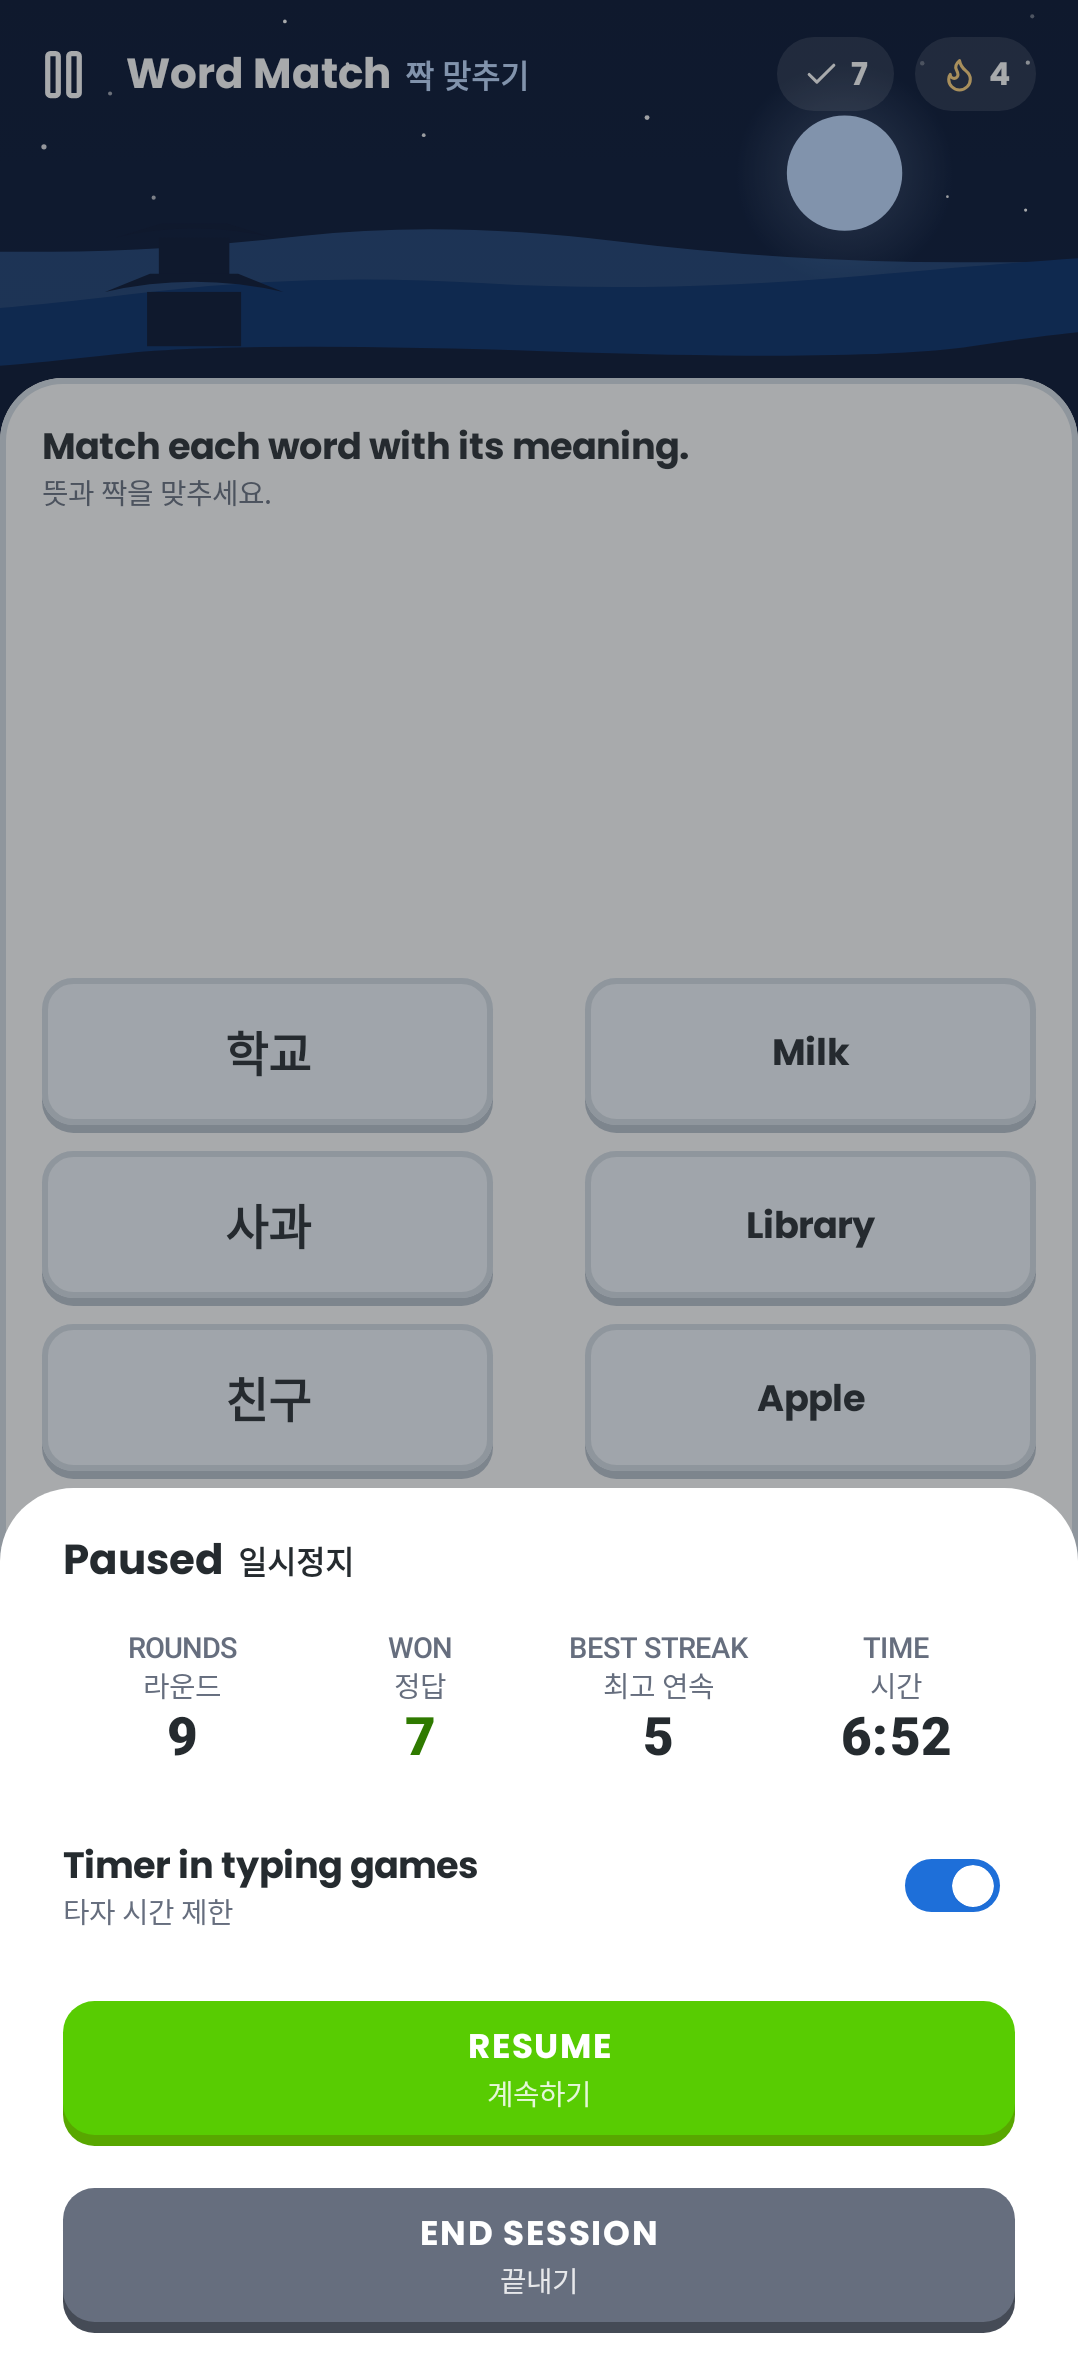 Word Match 짝 맞추기
7
4
Match each word with its meaning.
뜻과 짝을 맞추세요.
학교
Milk
사과
Library
친구
Apple
Paused 일시정지
ROUNDS
라운드
9
WON
정답
7
BEST STREAK
최고 연속
5
TIME
시간
6:52
Timer in typing games
타자 시간 제한
RESUME
계속하기
END SESSION
끝내기